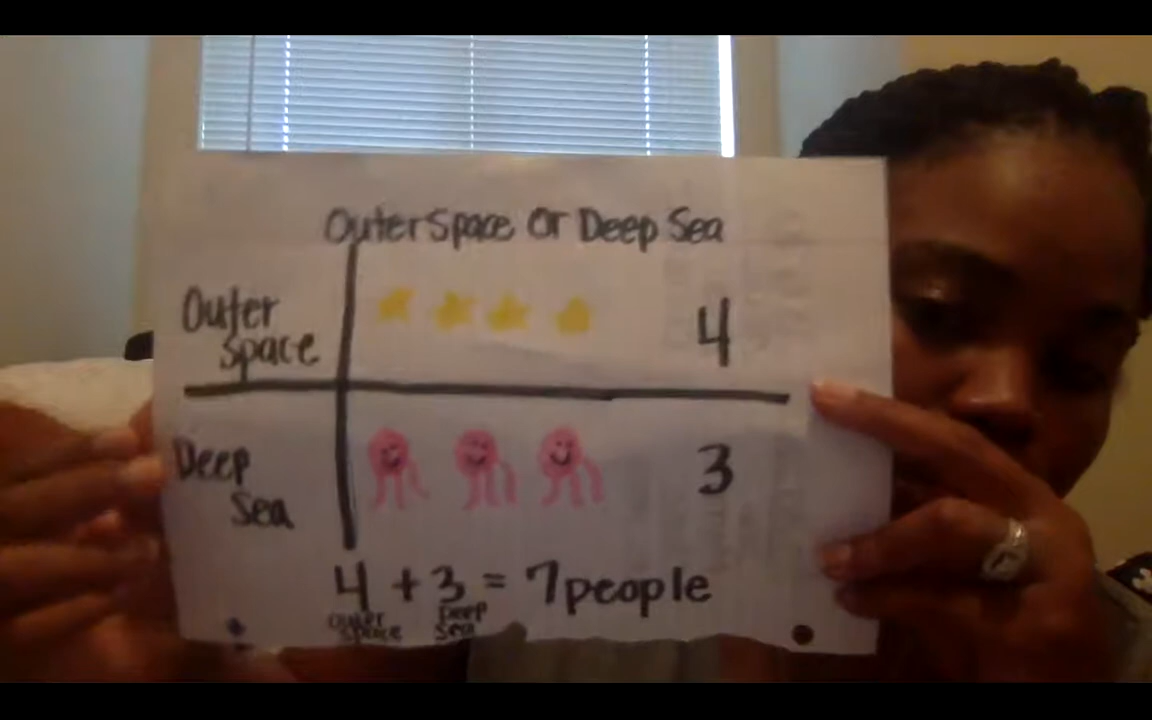 Outer Space Or Deep Sea
Outer
space
4
Deep
Sea
3
4 + 3 = 7 people
Outer
space
Deep
Sea